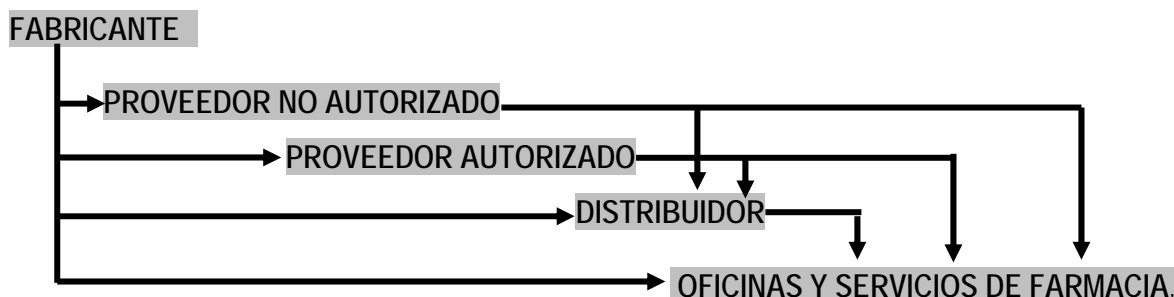 FABRICANTE
PROVEEDOR NO AUTORIZADO
PROVEEDOR AUTORIZADO
DISTRIBUIDOR
OFICINAS Y SERVICIOS DE FARMACIA.